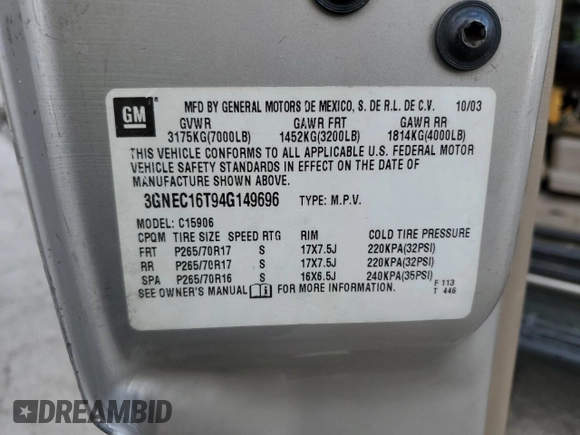 GM
MFD BY GENERAL MOTORS DE MEXICO, S. DE R.L. DE C.V. 10/03
GVWR GAWR FRT GAWR RR
3175KG(7000LB) 1452KG(3200LB) 1814KG(4000LB)
THIS VEHICLE CONFORMS TO ALL APPLICABLE U.S. FEDERAL MOTOR
VEHICLE SAFETY STANDARDS IN EFFECT ON THE DATE OF
MANUFACTURE SHOWN ABOVE.
3GNEC16T94G149696 TYPE: M.P.V.
MODEL: C15906
CPQM TIRE SIZE SPEED RTG RIM COLD TIRE PRESSURE
FRT P265/70R17 S 17X7.5J 220KPA(32PSI)
RR P265/70R17 S 17X7.5J 220KPA(32PSI)
SPA P265/70R16 S 16X6.5J 240KPA(35PSI)
SEE OWNER'S MANUAL FOR MORE INFORMATION.
F 113
T 446
DREAMBID